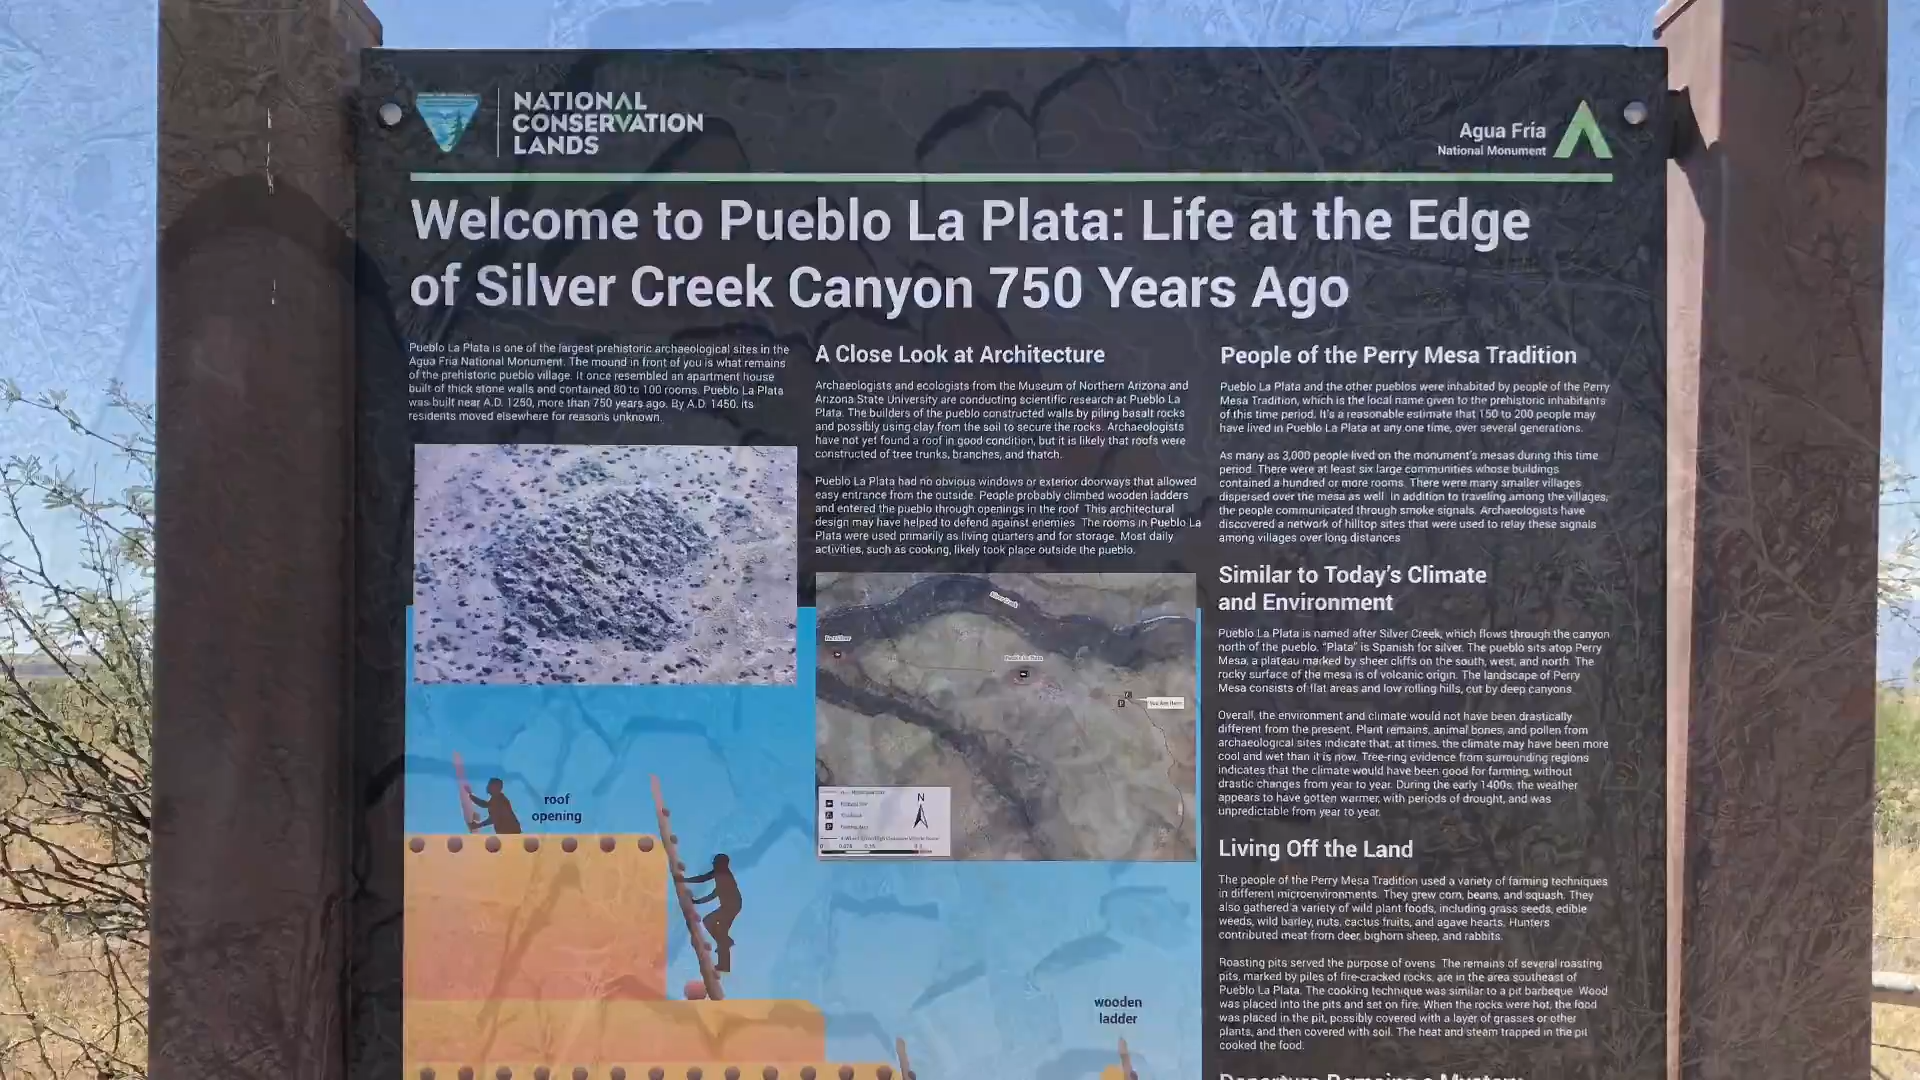 NATIONAL
CONSERVATION
LANDS
Agua Fria
National Monument
Welcome to Pueblo La Plata: Life at the Edge
of Silver Creek Canyon 750 Years Ago
Pueblo La Plata is one of the largest prehistoric archaeological sites in the
Agua Fria National Monument. The mound in front of you is what remains
of the prehistoric pueblo village. It once resembled an apartment house
built of thick stone walls and contained 80 to 100 rooms. Pueblo La Plata
was built near A.D. 1250, more than 750 years ago. By A.D. 1450, its
residents moved elsewhere for reasons unknown.
roof
opening
A Close Look at Architecture
Archaeologists and ecologists from the Museum of Northern Arizona and
Arizona State University are conducting scientific research at Pueblo La
Plata. The builders of the pueblo constructed walls by piling basalt rocks
and possibly using clay from the soil to secure the rocks. Archaeologists
have not yet found a roof in good condition, but it is likely that roofs were
constructed of tree trunks, branches, and thatch.
Pueblo La Plata had no obvious windows or exterior doorways that allowed
easy entrance from the outside. People probably climbed wooden ladders
and entered the pueblo through openings in the roof. This architectural
design may have helped to defend against enemies. The rooms in Pueblo La
Plata were used primarily as living quarters and for storage. Most daily
activities, such as cooking, likely took place outside the pueblo.
Silver Creek
Pueblo La Plata
You Are Here
N
wooden
ladder
People of the Perry Mesa Tradition
Pueblo La Plata and the other pueblos were inhabited by people of the Perry
Mesa Tradition, which is the local name given to the prehistoric inhabitants
of this time period. It's a reasonable estimate that 150 to 200 people may
have lived in Pueblo La Plata at any one time, over several generations.
As many as 3,000 people lived on the monument's mesas during this time
period. There were at least six large communities whose buildings
contained a hundred or more rooms. There were many smaller villages
dispersed over the mesa as well. In addition to traveling among the villages,
the people communicated through smoke signals. Archaeologists have
discovered a network of hilltop sites that were used to relay these signals
among villages over long distances
Similar to Today's Climate
and Environment
Pueblo La Plata is named after Silver Creek, which flows through the canyon
north of the pueblo. "Plata" is Spanish for silver. The pueblo sits atop Perry
Mesa, a plateau marked by sheer cliffs on the south, west, and north. The
rocky surface of the mesa is of volcanic origin. The landscape of Perry
Mesa consists of flat areas and low rolling hills, cut by deep canyons.
Overall, the environment and climate would not have been drastically
different from the present. Plant remains, animal bones, and pollen from
archaeological sites indicate that, at times, the climate may have been more
cool and wet than it is now. Tree-ring evidence from surrounding regions
indicates that the climate would have been good for farming, without
drastic changes from year to year. During the early 1400s, the weather
appears to have gotten warmer, with periods of drought, and was
unpredictable from year to year.
Living Off the Land
The people of the Perry Mesa Tradition used a variety of farming techniques
in different microenvironments. They grew corn, beans, and squash. They
also gathered a variety of wild plant foods, including grass seeds, edible
weeds, wild barley, nuts, cactus fruits, and agave hearts. Hunters
contributed meat from deer, bighorn sheep, and rabbits.
Roasting pits served the purpose of ovens. The remains of several roasting
pits, marked by piles of fire-cracked rocks, are in the area southeast of
Pueblo La Plata. The cooking technique was similar to a pit barbeque. Wood
was placed into the pits and set on fire. When the rocks were hot, the food
was placed in the pit, possibly covered with a layer of grasses or other
plants, and then covered with soil. The heat and steam trapped in the pit
cooked the food.
Departure Remains a Mystery